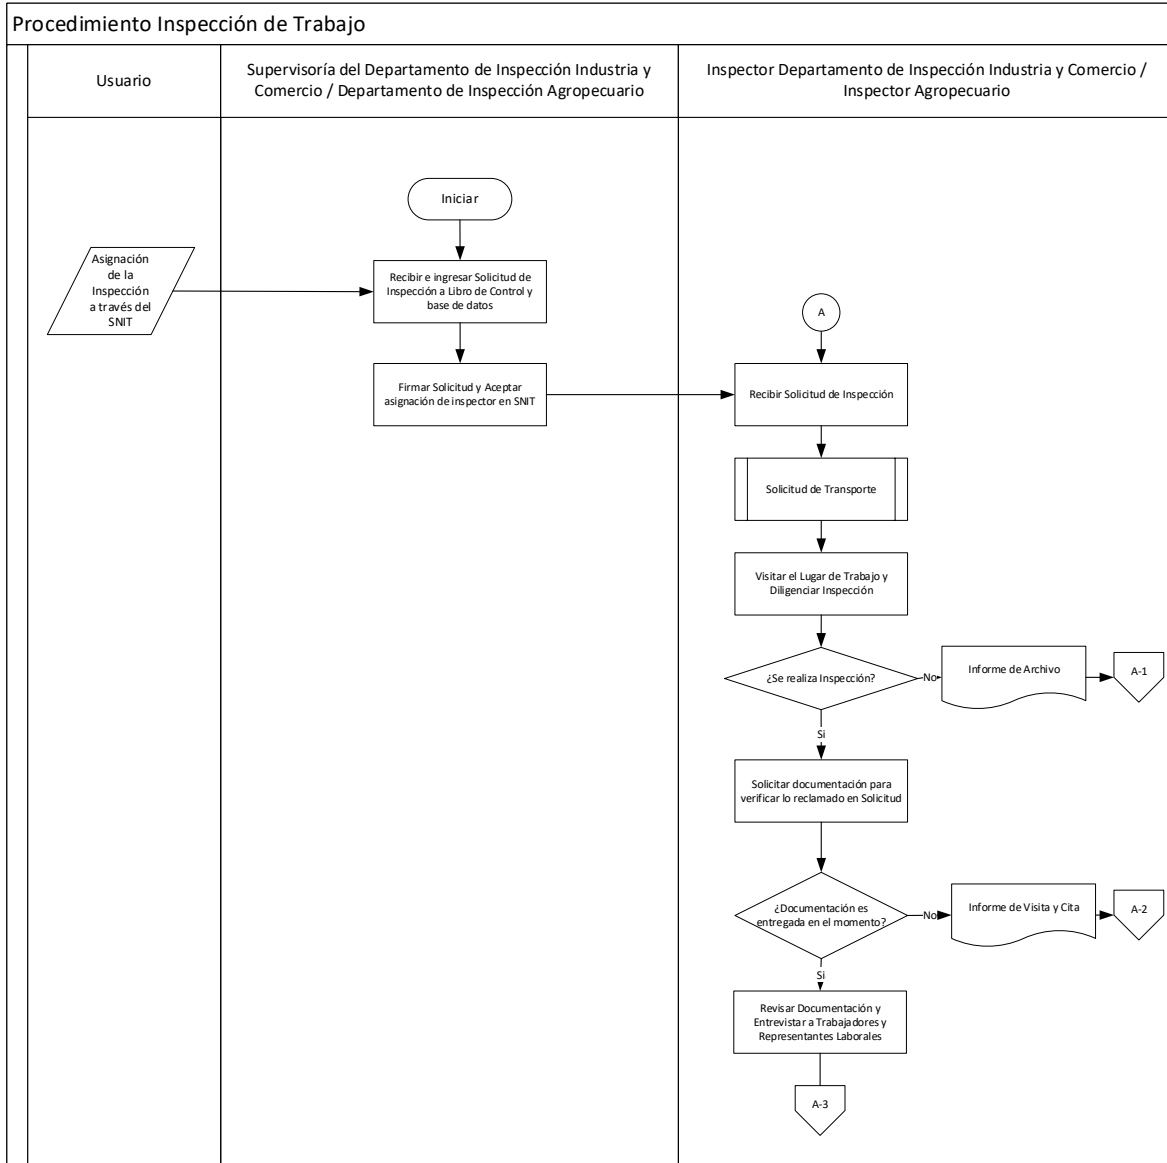 Procedimiento Inspección de Trabajo
Usuario
Supervisoría del Departamento de Inspección Industria y
Comercio / Departamento de Inspección Agropecuario
Inspector Departamento de Inspección Industria y Comercio /
Inspector Agropecuario
Iniciar
Asignación
de la
Inspección
a través del
SNIT
Recibir e ingresar Solicitud de
Inspección a Libro de Control y
base de datos
A
Firmar Solicitud y Aceptar
asignación de inspector en SNIT
Recibir Solicitud de Inspección
Solicitud de Transporte
Visitar el Lugar de Trabajo y
Diligenciar Inspección
¿Se realiza Inspección?
No
Informe de Archivo
A-1
Si
Solicitar documentación para
verificar lo reclamado en Solicitud
¿Documentación es
entregada en el momento?
No
Informe de Visita y Cita
A-2
Si
Revisar Documentación y
Entrevistar a Trabajadores y
Representantes Laborales
A-3